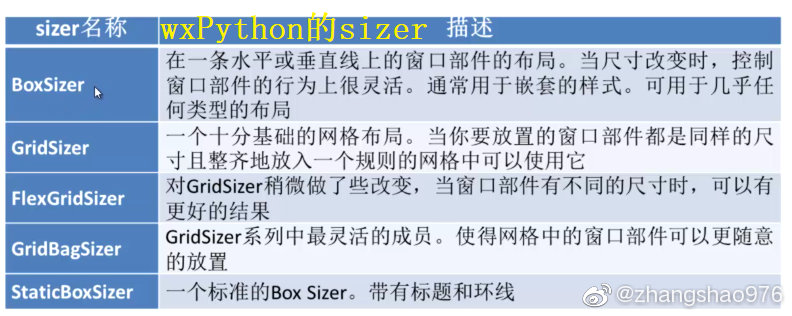 sizer名称 wxPython的sizer 描述
BoxSizer
在一条水平或垂直线上的窗口部件的布局。当尺寸改变时，控制
窗口部件的行为上很灵活。通常用于嵌套的样式。可用于几乎任
何类型的布局
GridSizer
一个十分基础的网格布局。当你要放置的窗口部件都是同样的尺
寸且整齐地放入一个规则的网格中可以使用它
FlexGridSizer
对GridSizer稍微做了些改变，当窗口部件有不同的尺寸时，可以有
更好的结果
GridBagSizer
GridSizer系列中最灵活的成员。使得网格中的窗口部件可以更随意
的放置
StaticBoxSizer
一个标准的Box Sizer。带有标题和环线
@zhangshao976